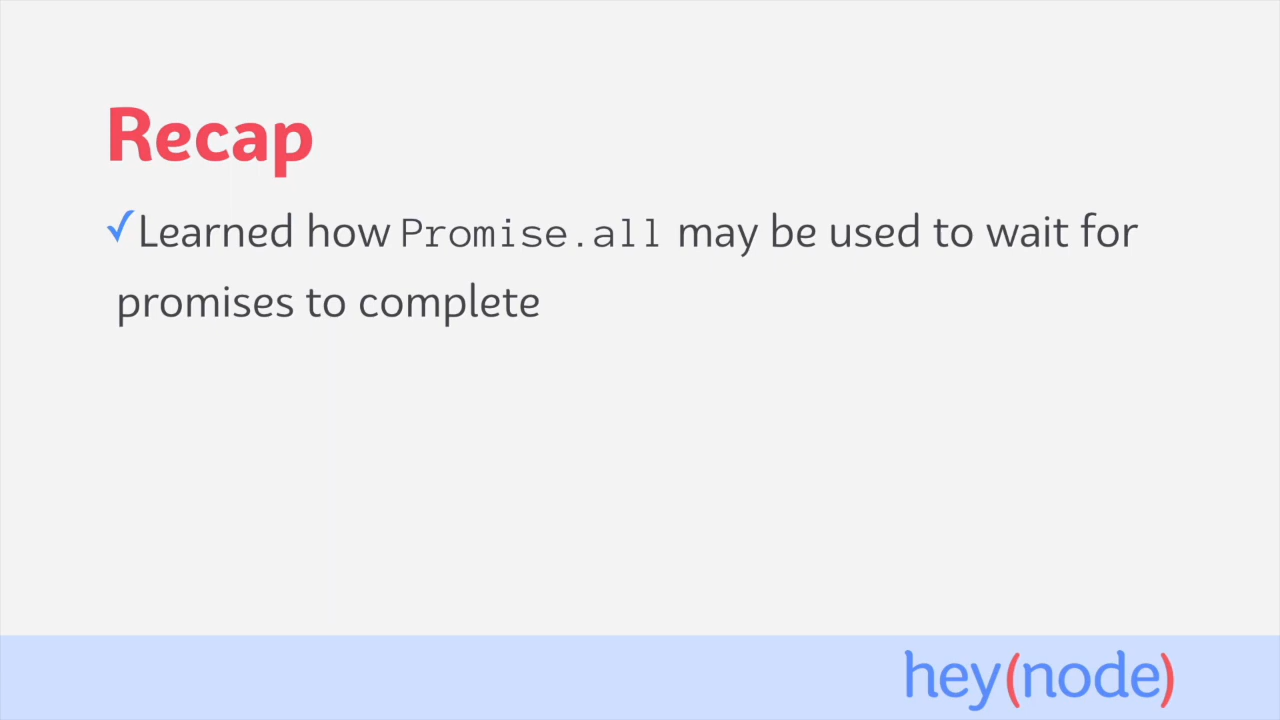 Recap
✓Learned how Promise.all may be used to wait for
promises to complete
hey(node)